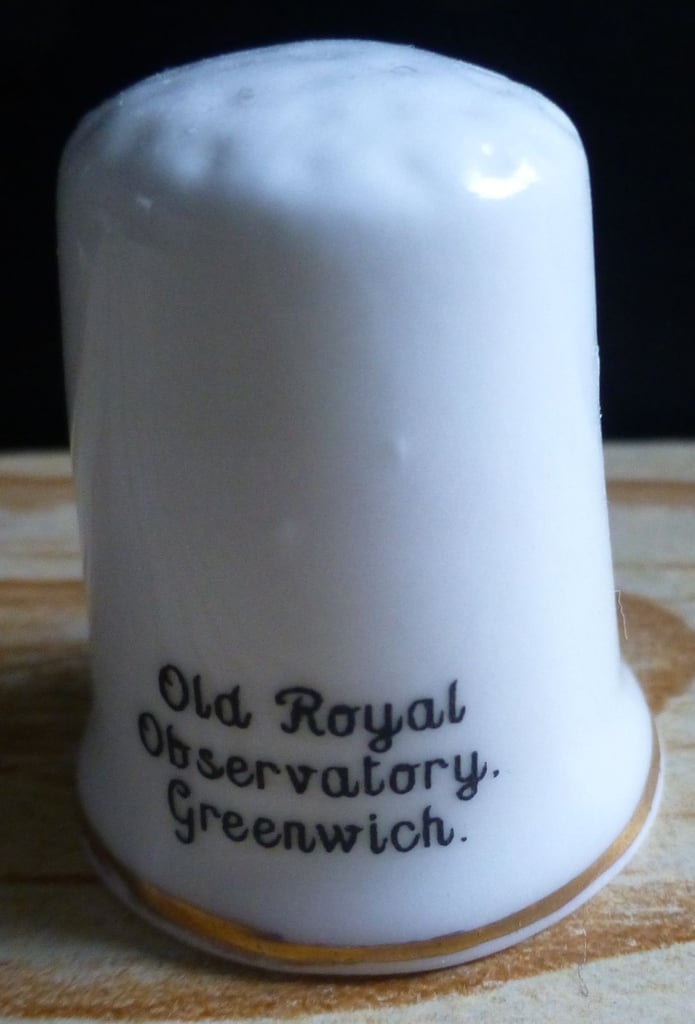 Old Royal
Observatory.
Greenwich.